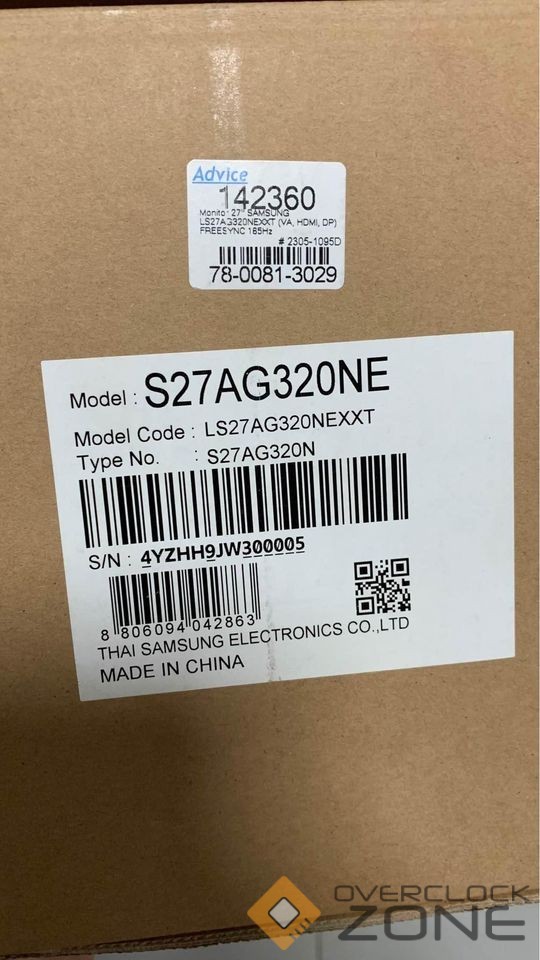 Advice
142360
Monitor 27" SAMSUNG
LS27AG320NEXXT (VA, HDMI, DP)
FREESYNC 165Hz
# 2305-1095D
78-0081-3029
Model : S27AG320NE
Model Code : LS27AG320NEXXT
Type No. : S27AG320N
S/N : 4YZHH9JW300005
8 806094 042863
THAI SAMSUNG ELECTRONICS CO.,LTD
MADE IN CHINA
OVERCLOCK
ZONE